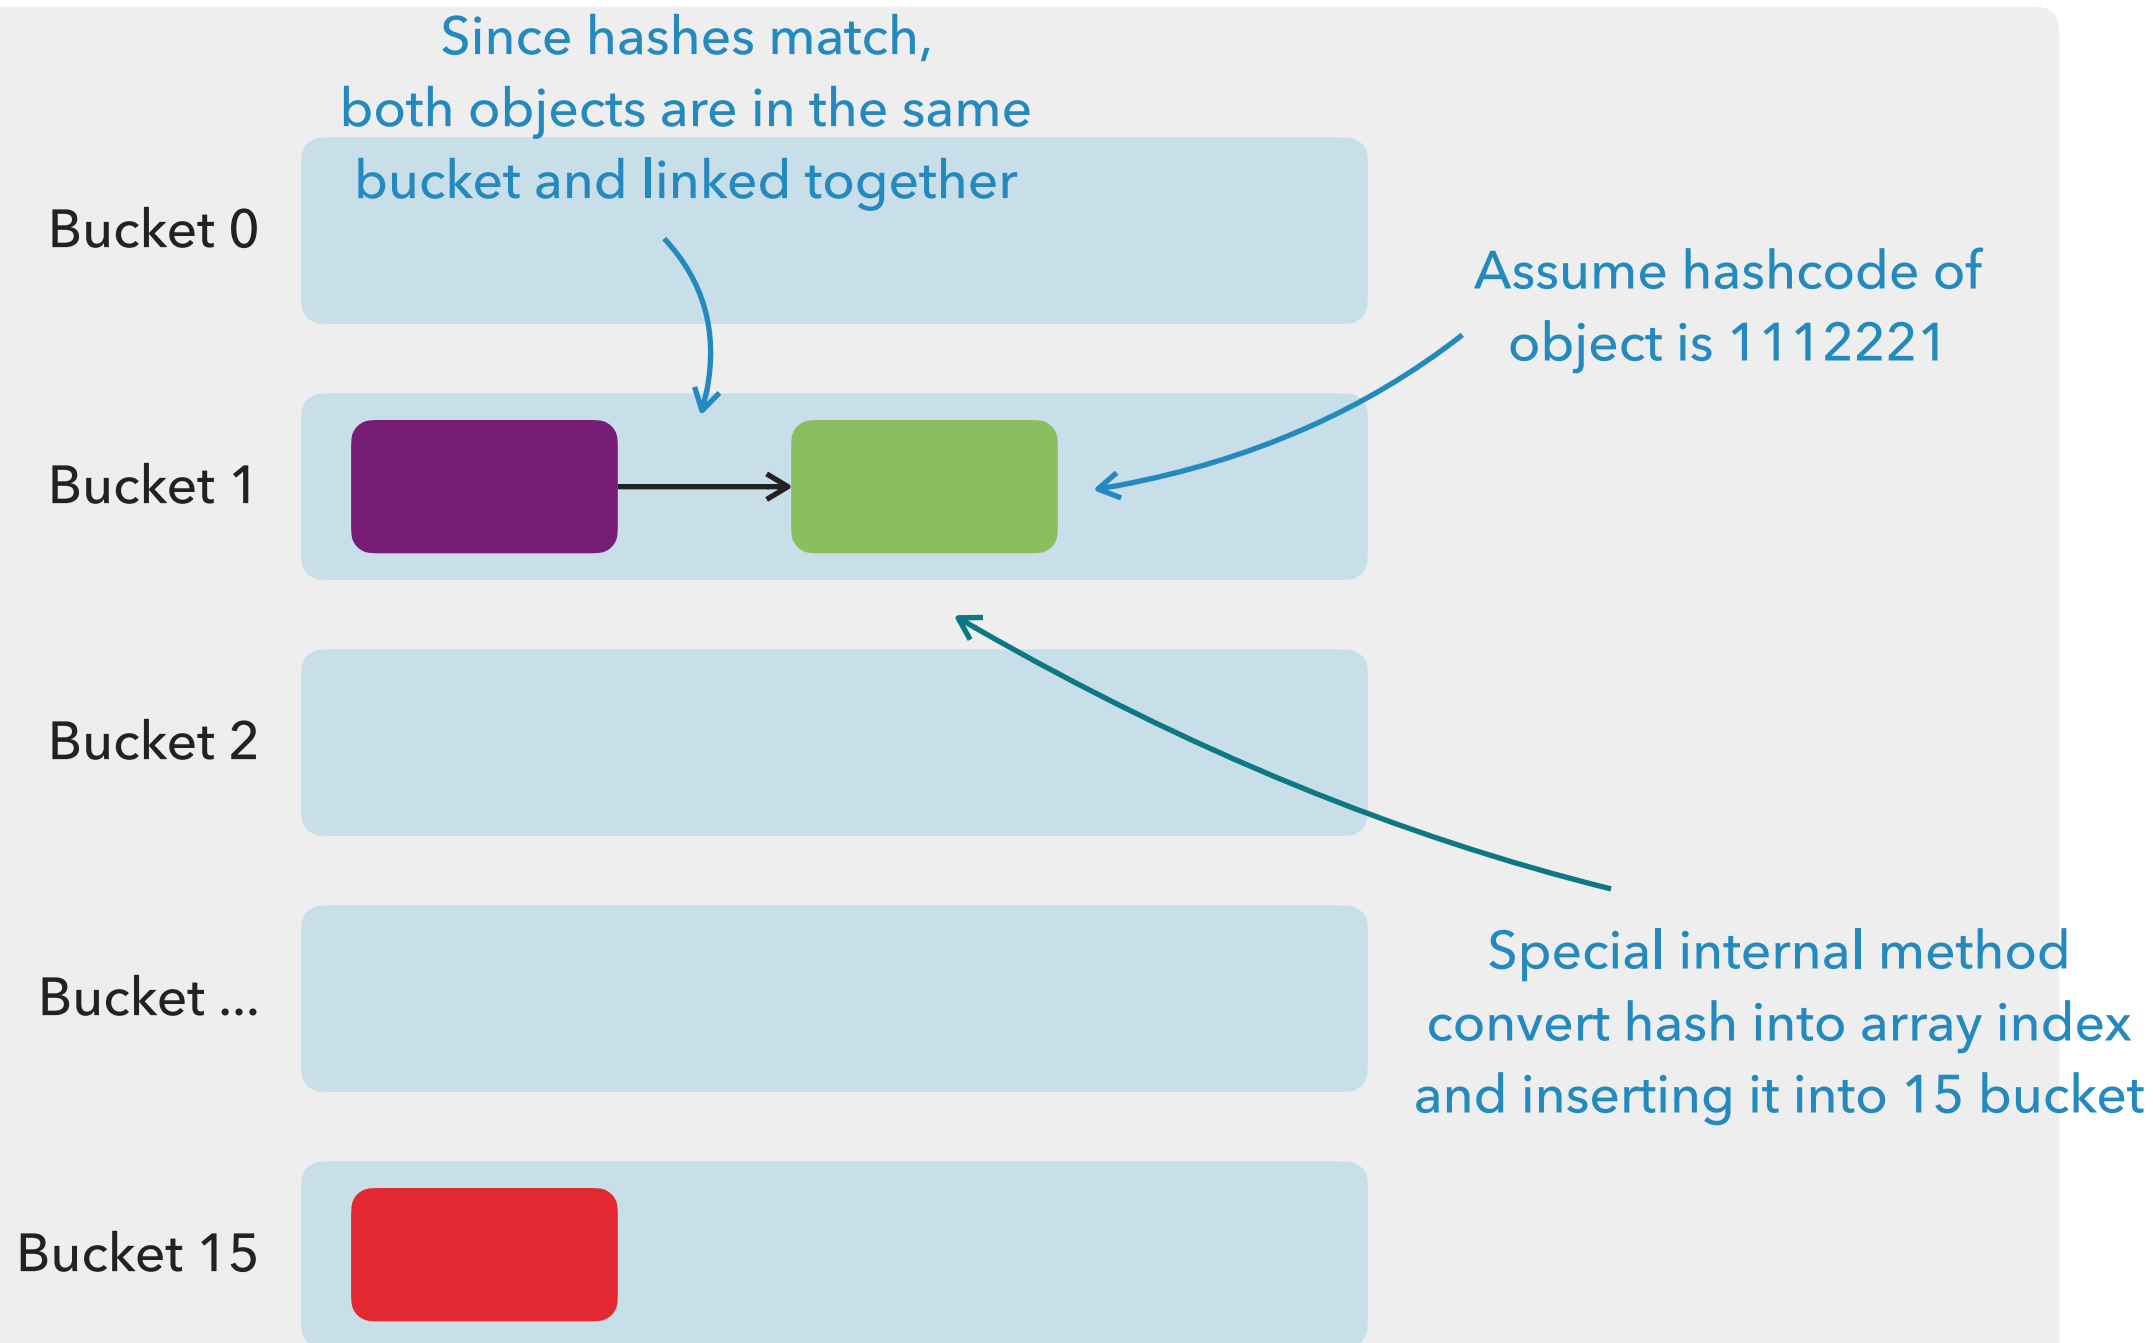 Since hashes match,
both objects are in the same
bucket and linked together
Bucket 0
Assume hashcode of
object is 1112221
Bucket 1
Bucket 2
Bucket ...
Special internal method
convert hash into array index
and inserting it into 15 bucket
Bucket 15